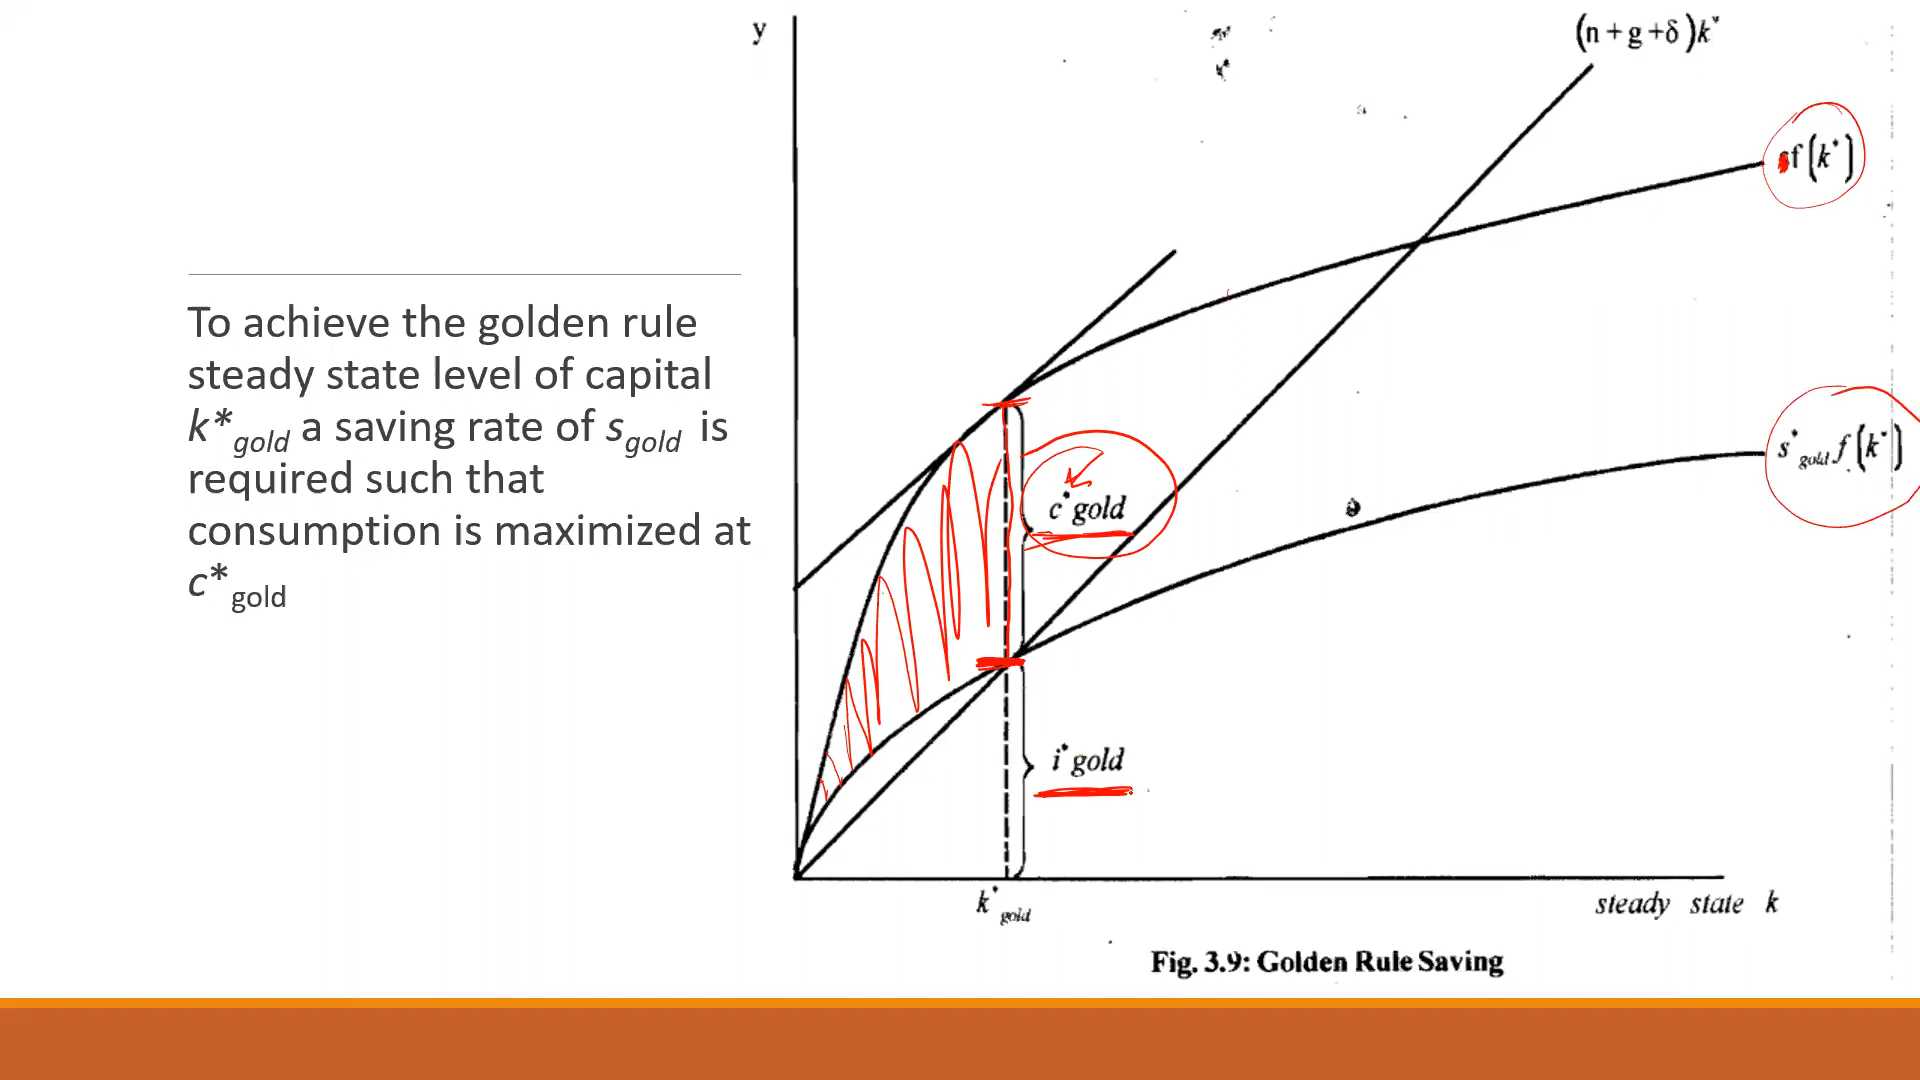 To achieve the golden rule
steady state level of capital
k*gold a saving rate of sgold is
required such that
consumption is maximized at
c*gold
y
(n+g+δ)k*
sf(k*)
s*gold f(k*)
c*gold
i*gold
k*gold
steady state k
Fig. 3.9: Golden Rule Saving